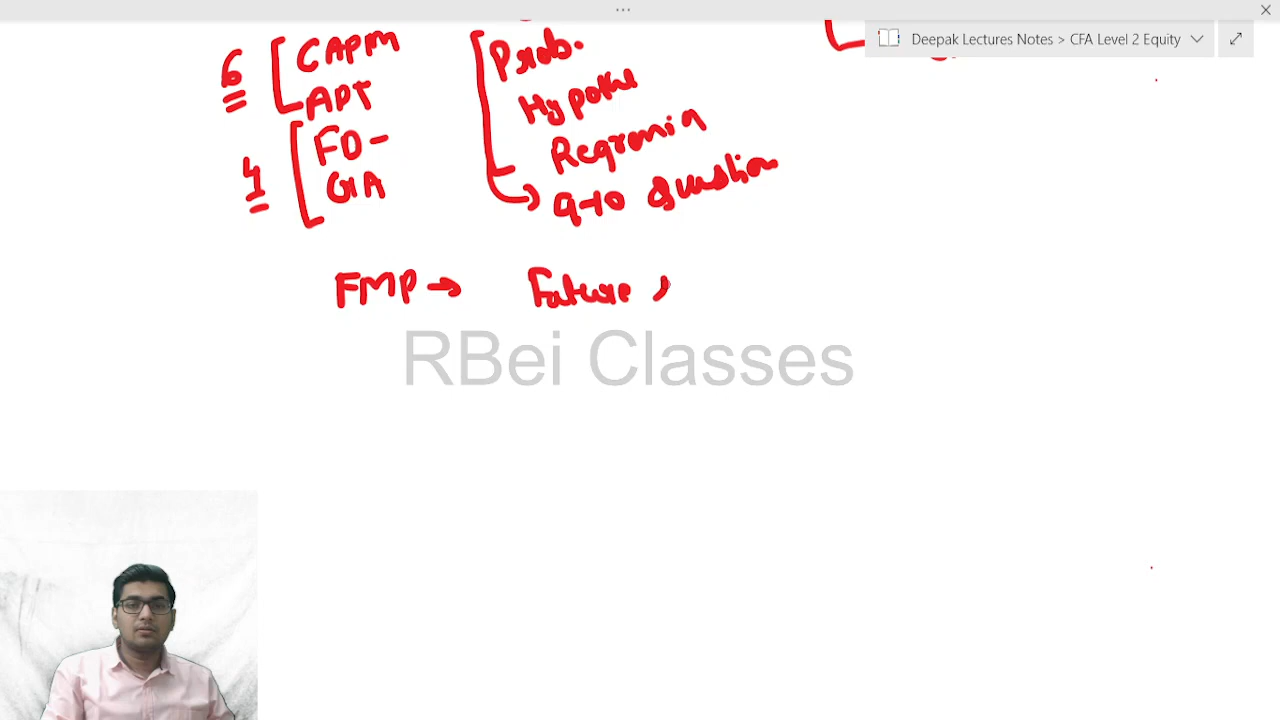 ...
Deepak Lectures Notes > CFA Level 2 Equity
6 [ CAPM
APT
4 [ FD -
GIA
Prob.
Hypothe
Regression
9-10 Question
FMP → Future,
RBei Classes